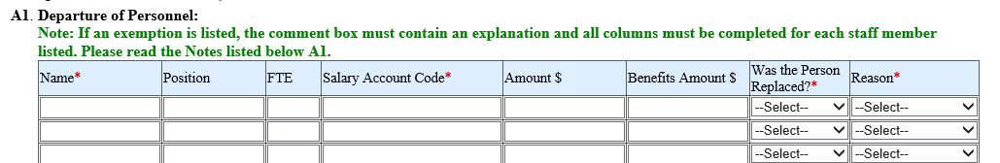 A1. Departure of Personnel:
Note: If an exemption is listed, the comment box must contain an explanation and all columns must be completed for each staff member
listed. Please read the Notes listed below A1.
Name* Position FTE Salary Account Code* Amount $ Benefits Amount $ Was the Person Replaced?* Reason*
--Select-- --Select--
--Select-- --Select--
--Select-- --Select--